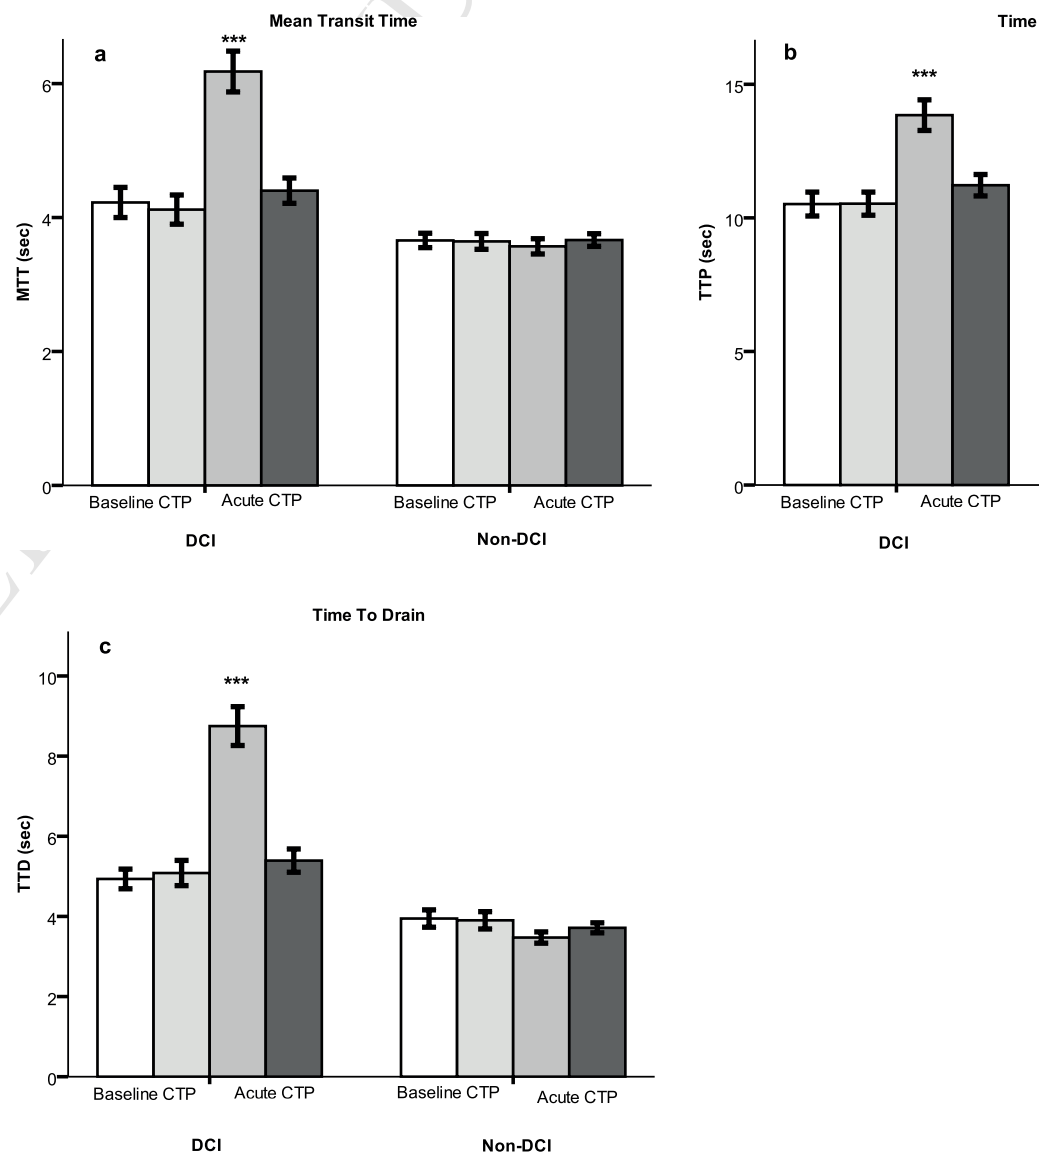 Mean Transit Time
a
***
6
4
2
0
MTT (sec)
Baseline CTP
Acute CTP
Baseline CTP
Acute CTP
DCI
Non-DCI
Time
b
***
15
10
5
0
TTP (sec)
Baseline CTP
Acute CTP
DCI
Time To Drain
c
***
10
8
6
4
2
0
TTD (sec)
Baseline CTP
Acute CTP
Baseline CTP
Acute CTP
DCI
Non-DCI